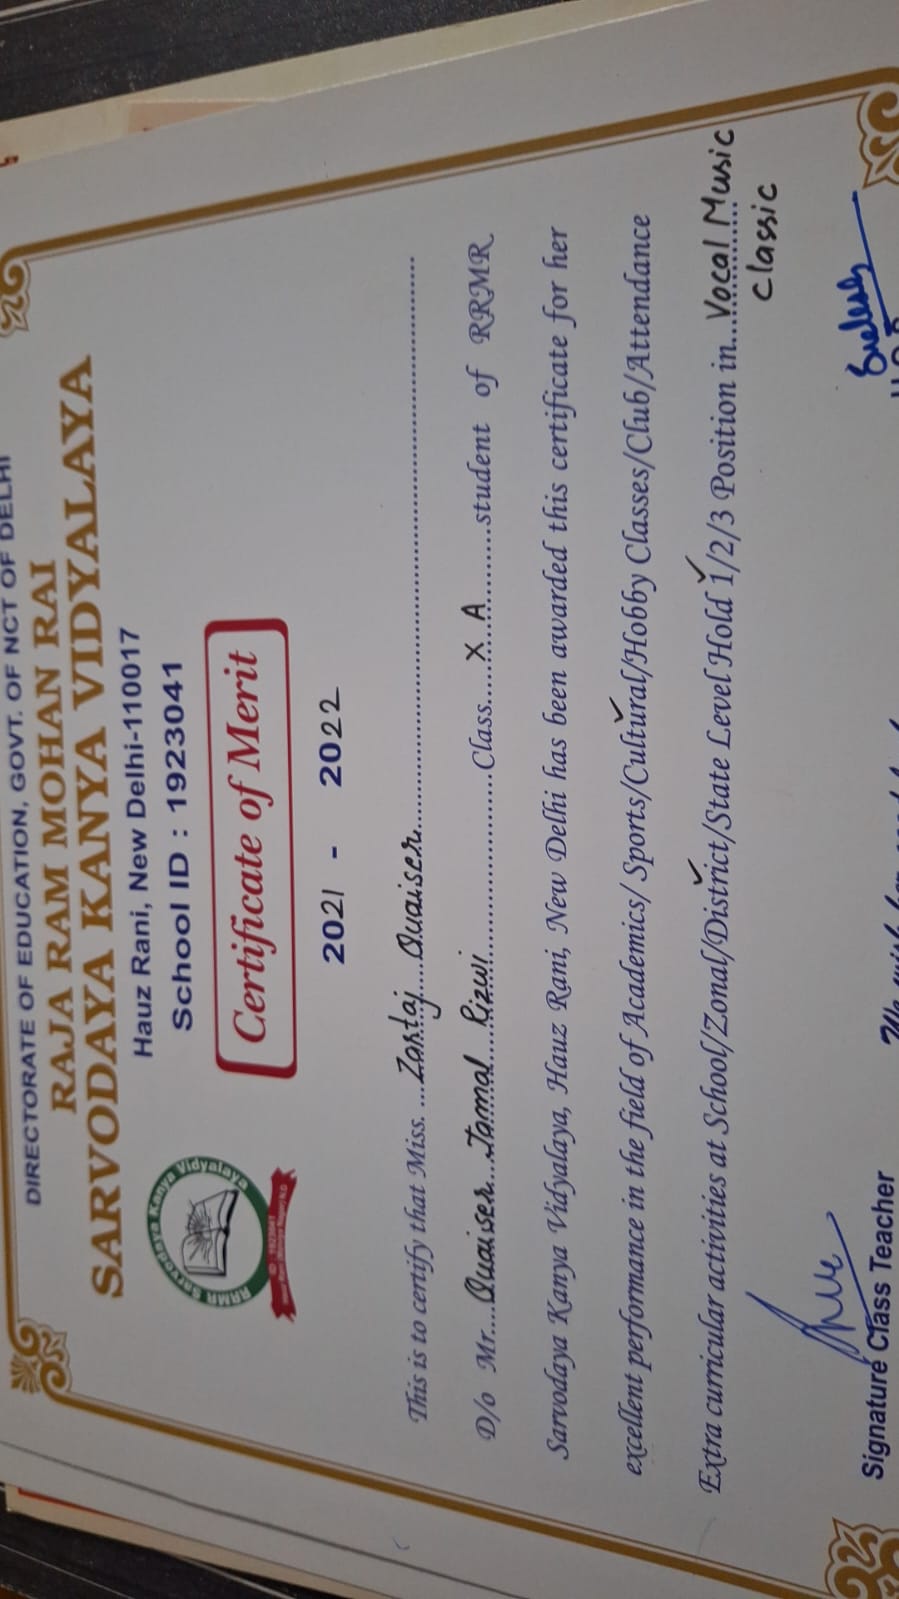 DIRECTORATE OF EDUCATION, GOVT. OF NCT OF DELHI
RAJA RAM MOHAN RAI
SARVODAYA KANYA VIDYALAYA
Hauz Rani, New Delhi-110017
School ID : 1923041
RRMR Sarvodaya Kanya Vidyalaya
Certificate of Merit
2021 - 2022
This is to certify that Miss. ...Zartaj....Quaiser....
D/o Mr....Quaiser...Jamal Rizwi....Class....X A....student of RRMR
Sarvodaya Kanya Vidyalaya, Hauz Rani, New Delhi has been awarded this certificate for her
excellent performance in the field of Academics/ Sports/Cultural/Hobby Classes/Club/Attendance
Extra curricular activities at School/Zonal/District/State Level Hold 1/2/3 Position in...Vocal Music
Classic
Signature Class Teacher